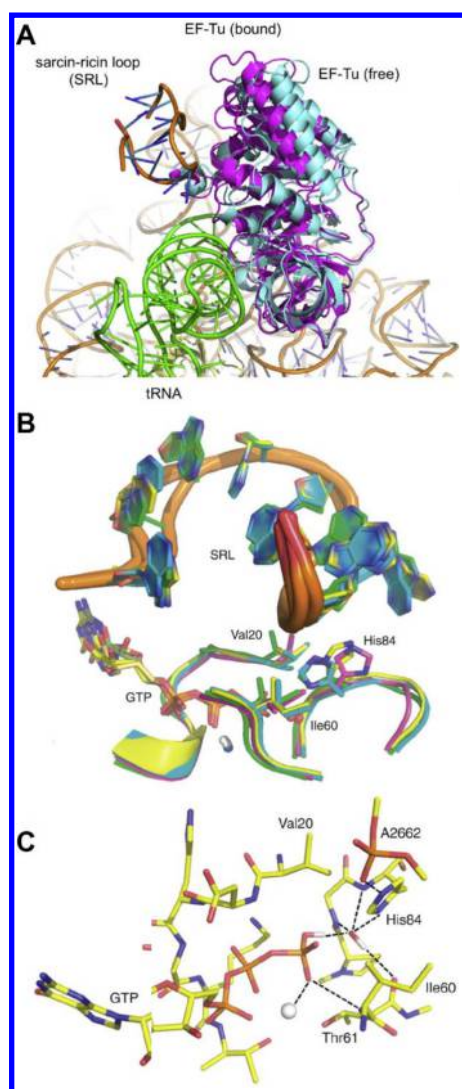 A
EF-Tu (bound)
sarcin-ricin loop
(SRL)
EF-Tu (free)
tRNA
B
SRL
Val20
His84
GTP
Ile60
C
Val20
A2662
His84
GTP
Ile60
Thr61